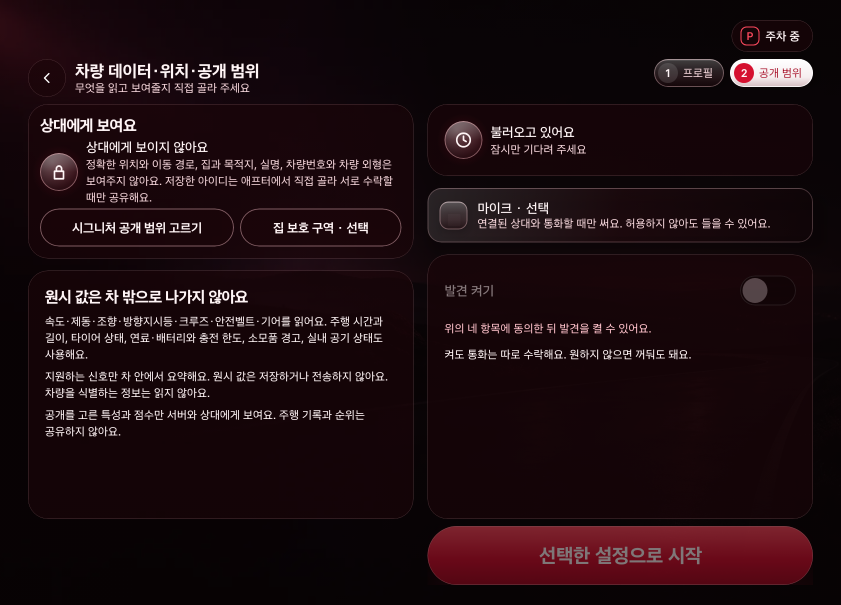 P 주차 중
차량 데이터·위치·공개 범위
무엇을 읽고 보여줄지 직접 골라 주세요
1 프로필
2 공개 범위
상대에게 보여요
상대에게 보이지 않아요
정확한 위치와 이동 경로, 집과 목적지, 실명, 차량번호와 차량 외형은
보여주지 않아요. 저장한 아이디는 애프터에서 직접 골라 서로 수락할
때만 공유해요.
시그니처 공개 범위 고르기
집 보호 구역 · 선택
원시 값은 차 밖으로 나가지 않아요
속도·제동·조향·방향지시등·크루즈·안전벨트·기어를 읽어요. 주행 시간과
길이, 타이어 상태, 연료·배터리와 충전 한도, 소모품 경고, 실내 공기 상태도
사용해요.
지원하는 신호만 차 안에서 요약해요. 원시 값은 저장하거나 전송하지 않아요.
차량을 식별하는 정보는 읽지 않아요.
공개를 고른 특성과 점수만 서버와 상대에게 보여요. 주행 기록과 순위는
공유하지 않아요.
불러오고 있어요
잠시만 기다려 주세요
마이크 · 선택
연결된 상대와 통화할 때만 써요. 허용하지 않아도 들을 수 있어요.
발견 켜기
위의 네 항목에 동의한 뒤 발견을 켤 수 있어요.
켜도 통화는 따로 수락해요. 원하지 않으면 꺼둬도 돼요.
선택한 설정으로 시작